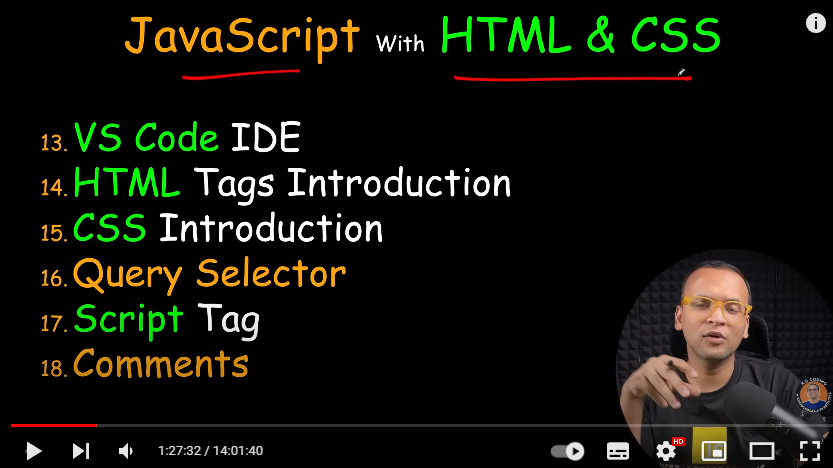 JavaScript With HTML & CSS
13. VS Code IDE
14. HTML Tags Introduction
15. CSS Introduction
16. Query Selector
17. Script Tag
18. Comments
1:27:32 / 14:01:40
HD